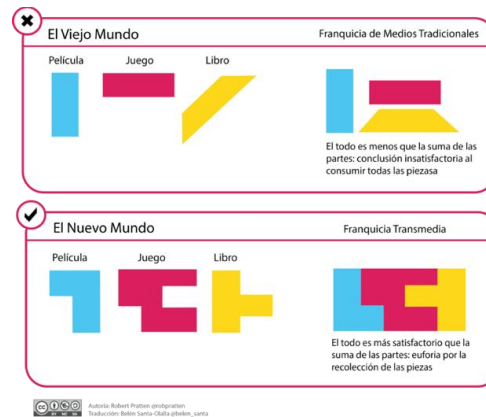 El Viejo Mundo
Franquicia de Medios Tradicionales
Película
Juego
Libro
El todo es menos que la suma de las
partes: conclusión insatisfactoria al
consumir todas las piezasa
El Nuevo Mundo
Franquicia Transmedia
Película
Juego
Libro
El todo es más satisfactorio que la
suma de las partes: euforia por la
recolección de las piezas
Autoría: Robert Pratten @robpratten
Traducción: Belén Santa-Olalla @belen_santa